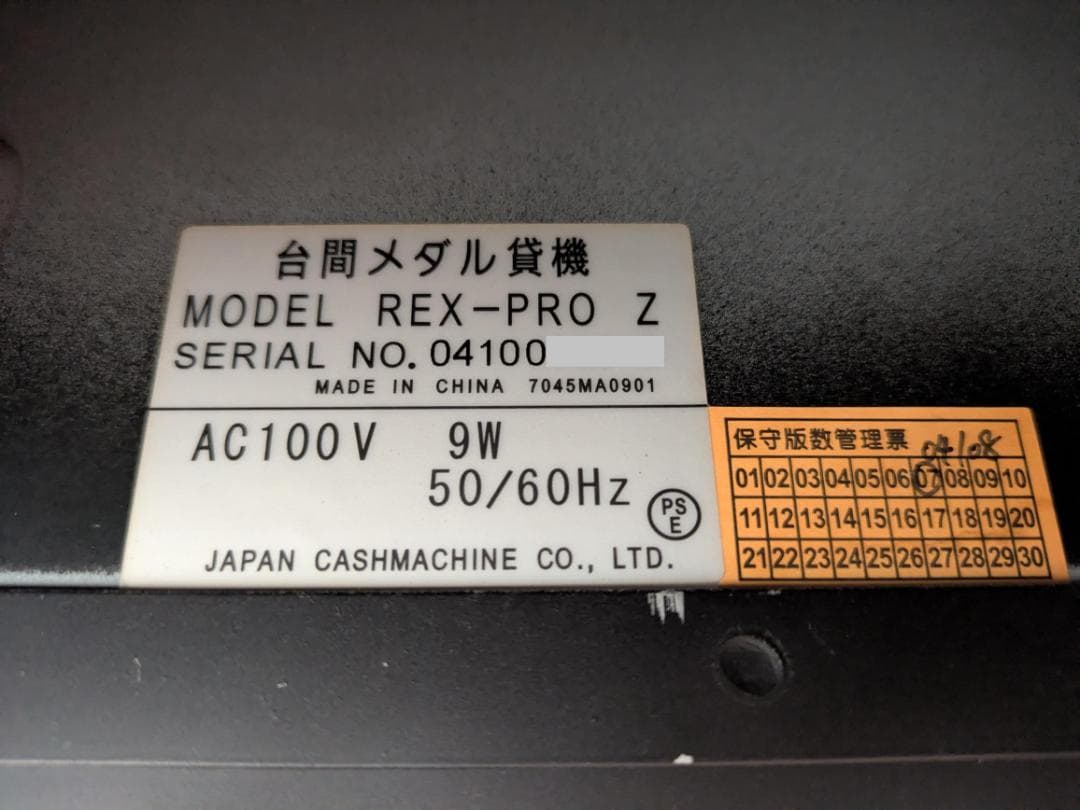 台間メダル貸機
MODEL REX-PRO Z
SERIAL NO. 04100
MADE IN CHINA 7045MA0901
AC100V 9W
50/60Hz
PS
E
JAPAN CASHMACHINE CO., LTD.
保守版数管理票
01 02 03 04 05 06 07 08 09 10
11 12 13 14 15 16 17 18 19 20
21 22 23 24 25 26 27 28 29 30